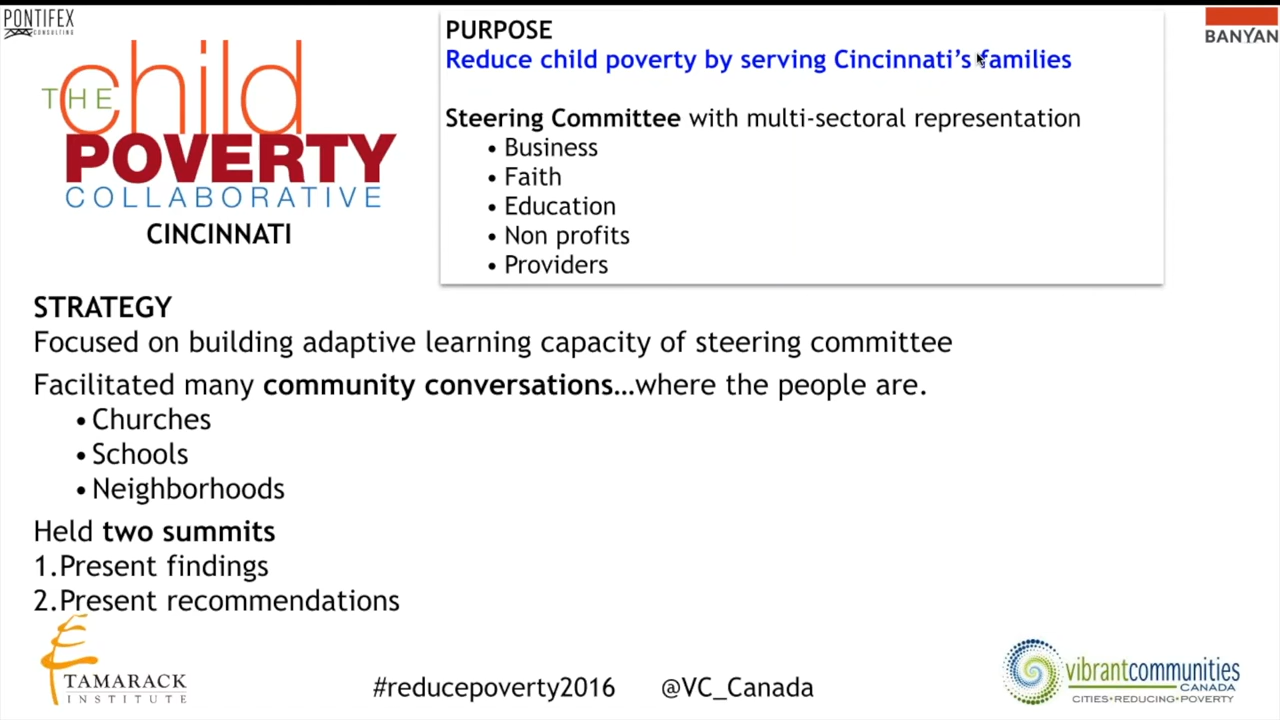 PONTIFEX
CONSULTING
THE child
POVERTY
COLLABORATIVE
CINCINNATI
PURPOSE
Reduce child poverty by serving Cincinnati’s families
Steering Committee with multi-sectoral representation
• Business
• Faith
• Education
• Non profits
• Providers
BANYAN
STRATEGY
Focused on building adaptive learning capacity of steering committee
Facilitated many community conversations…where the people are.
• Churches
• Schools
• Neighborhoods
Held two summits
1.Present findings
2.Present recommendations
TAMARACK
INSTITUTE
#reducepoverty2016 @VC_Canada
vibrantcommunities
CANADA
CITIES•REDUCING•POVERTY